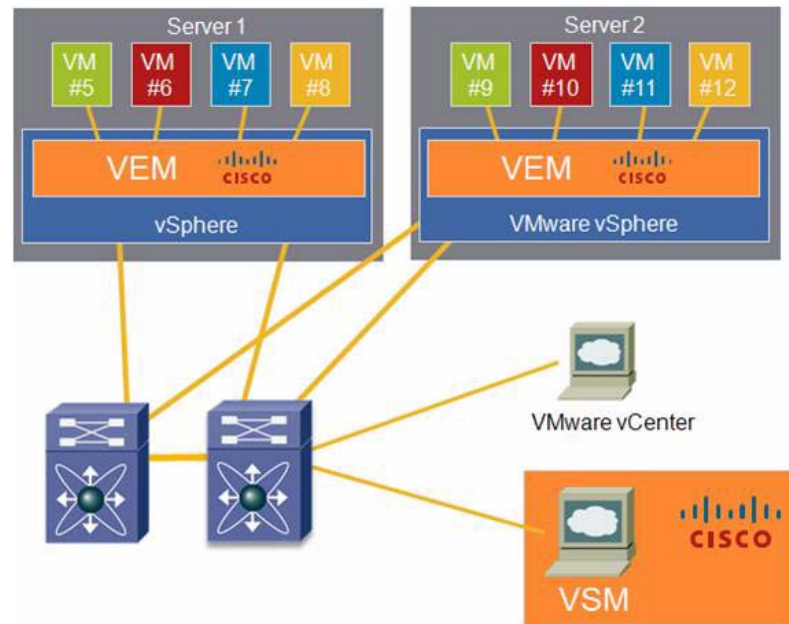 Server 1
VM #5
VM #6
VM #7
VM #8
VEM
CISCO
vSphere
Server 2
VM #9
VM #10
VM #11
VM #12
VEM
CISCO
VMware vSphere
VMware vCenter
CISCO
VSM